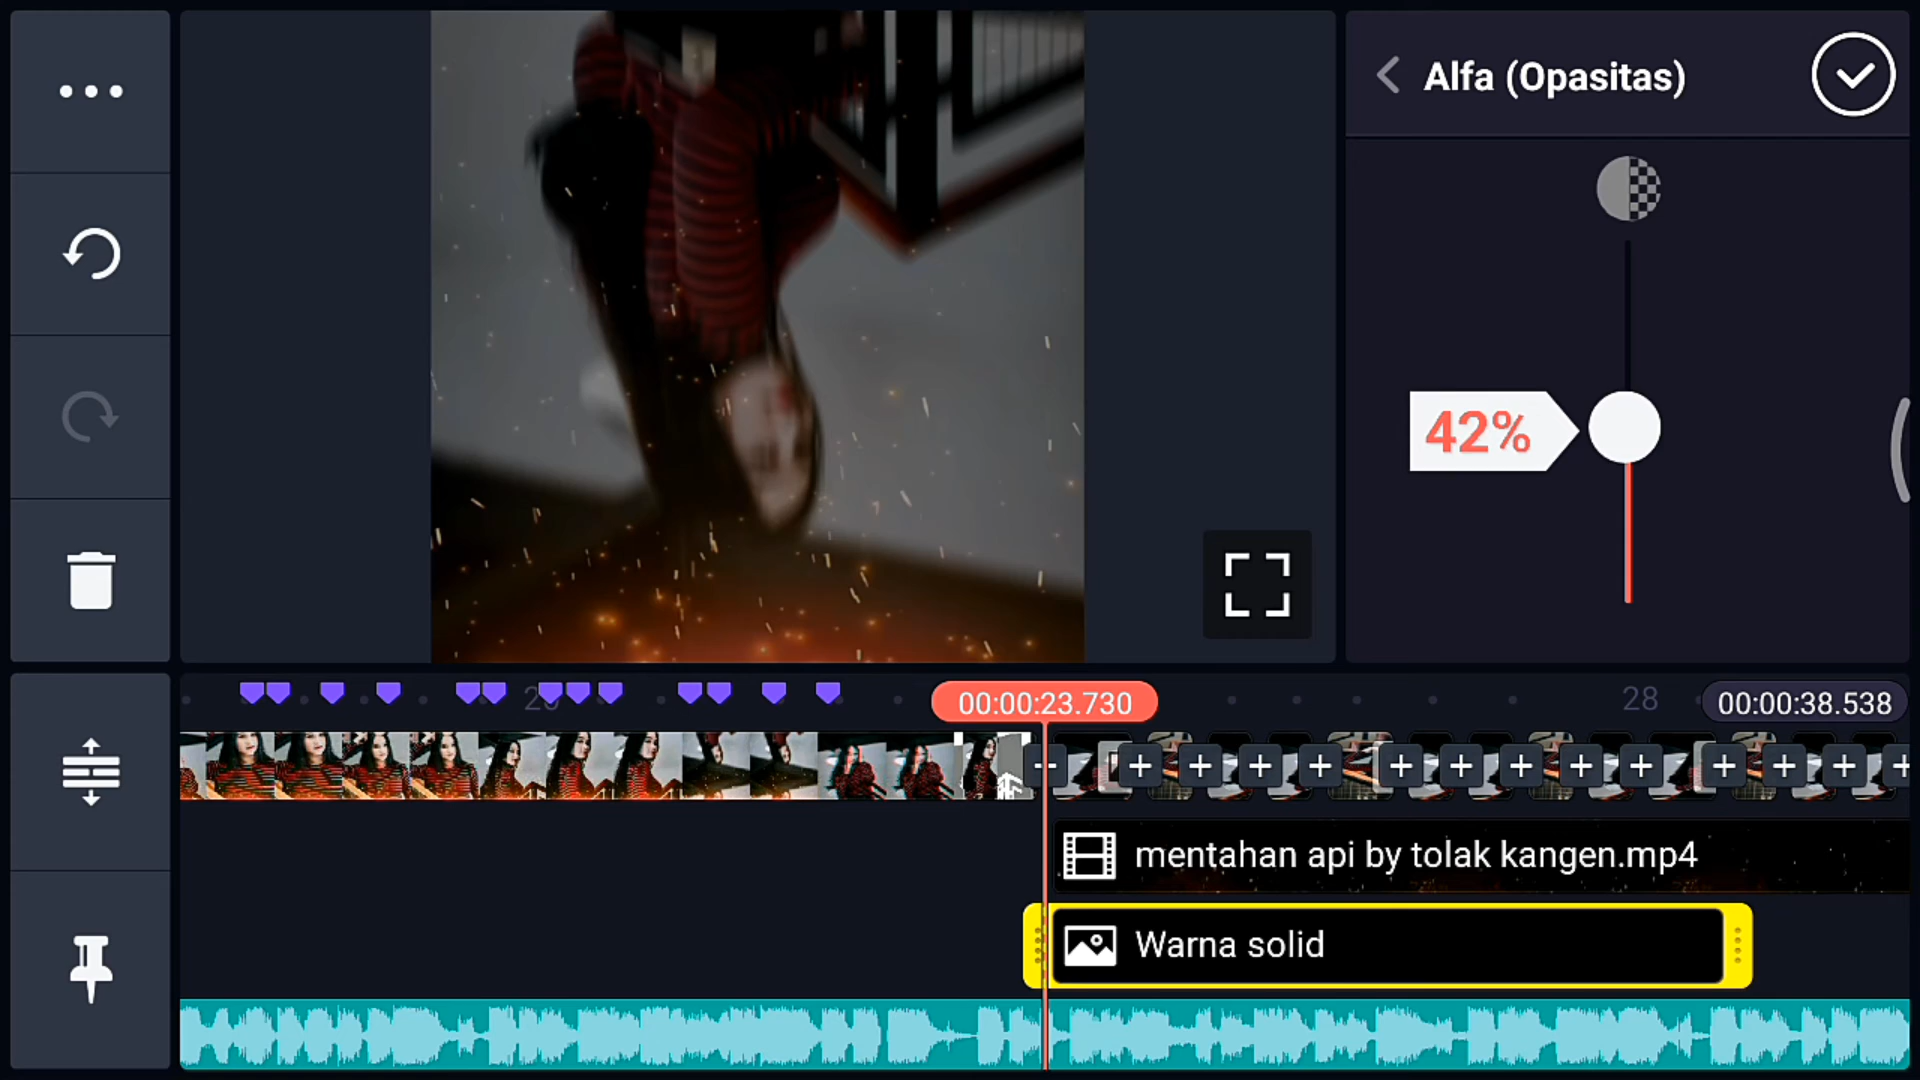 Alfa (Opasitas)
42%
00:00:23.730
28
00:00:38.538
mentahan api by tolak kangen.mp4
Warna solid